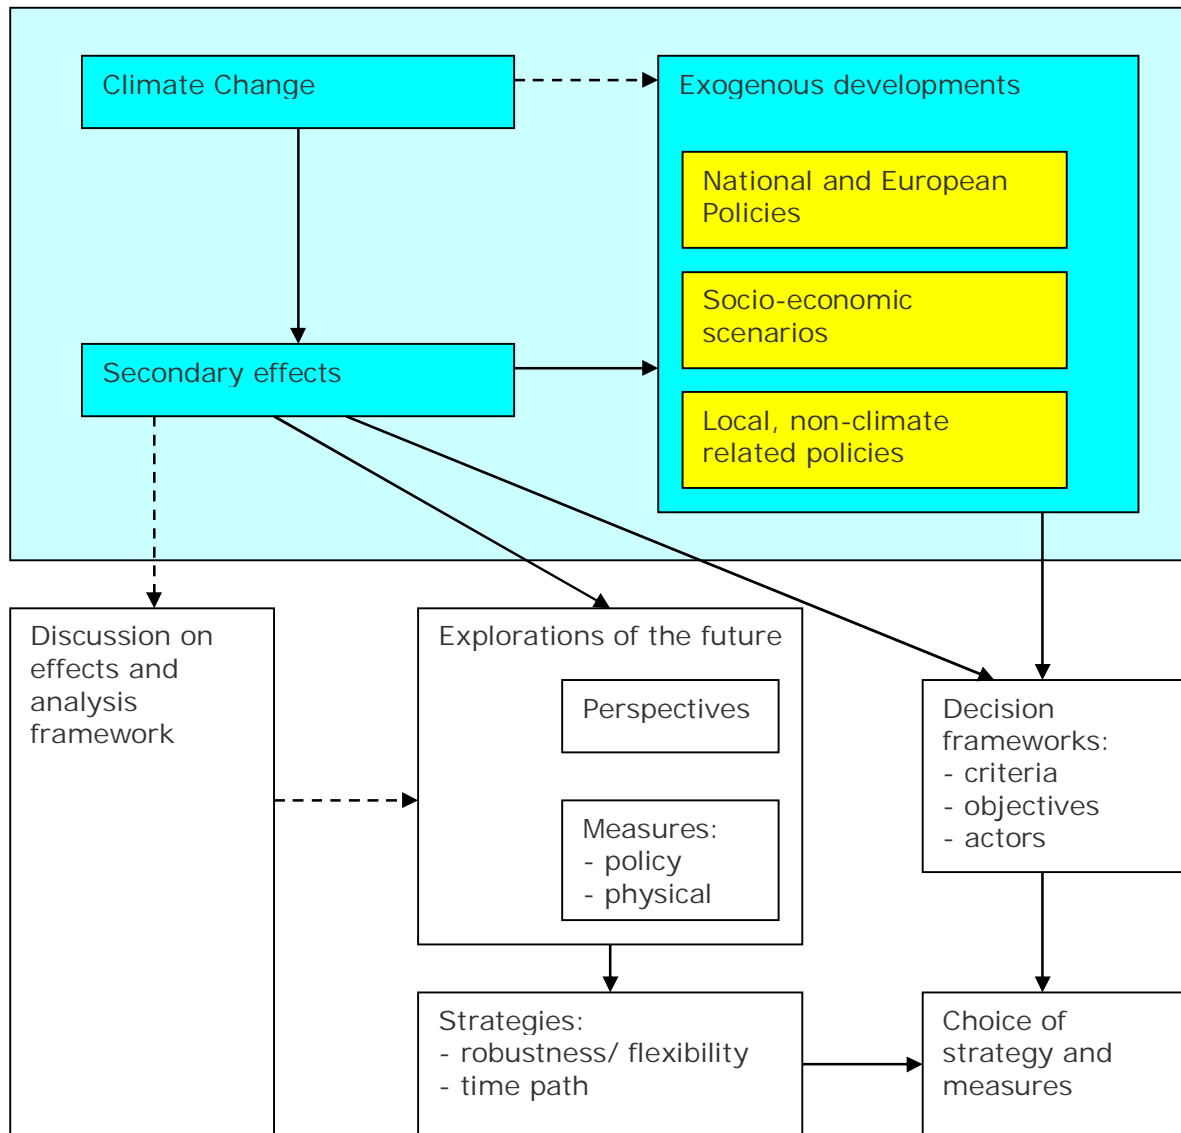 Climate Change
Exogenous developments
National and European
Policies
Socio-economic
scenarios
Secondary effects
Local, non-climate
related policies
Discussion on
effects and
analysis
framework
Explorations of the future
Perspectives
Measures:
- policy
- physical
Decision
frameworks:
- criteria
- objectives
- actors
Strategies:
- robustness/ flexibility
- time path
Choice of
strategy and
measures